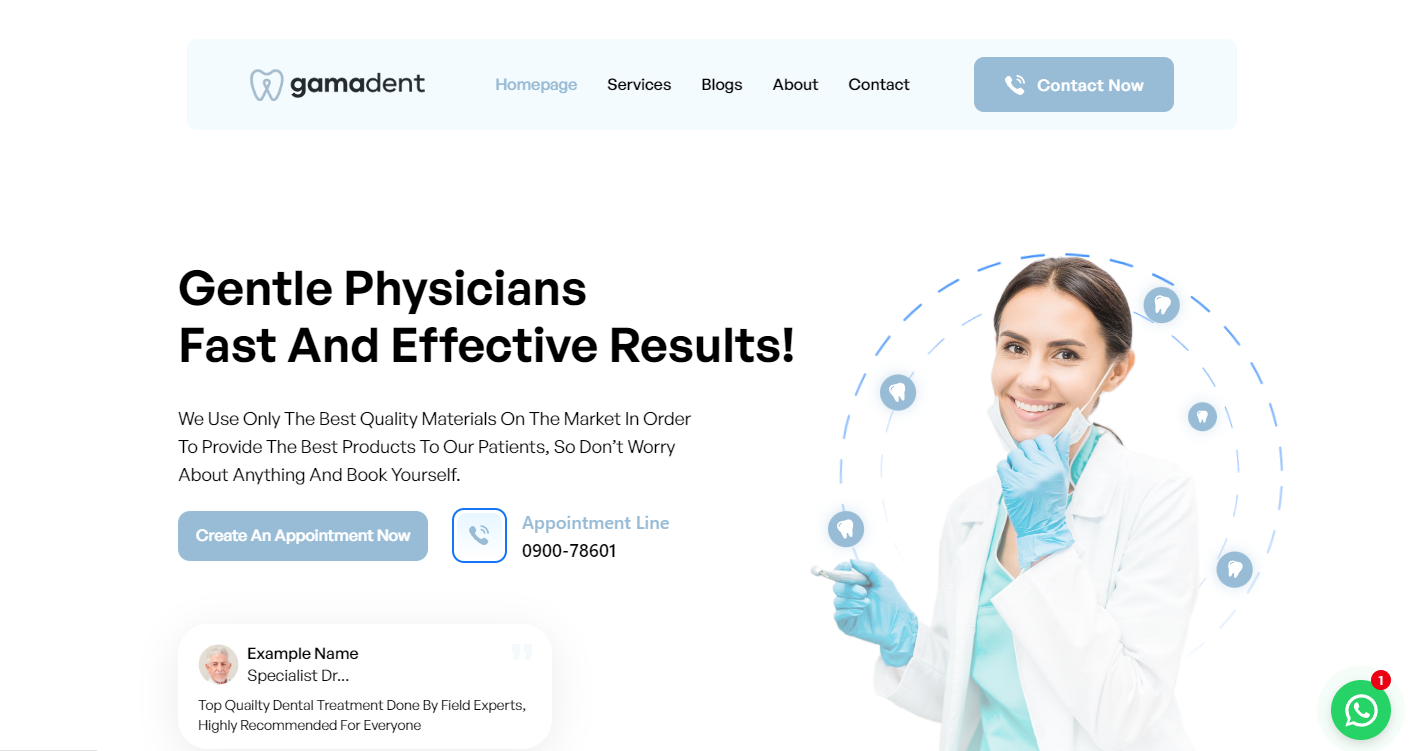 gamadent
Homepage Services Blogs About Contact
Contact Now
Gentle Physicians
Fast And Effective Results!
We Use Only The Best Quality Materials On The Market In Order
To Provide The Best Products To Our Patients, So Don’t Worry
About Anything And Book Yourself.
Create An Appointment Now
Appointment Line
0900-78601
Example Name
Specialist Dr...
Top Quailty Dental Treatment Done By Field Experts,
Highly Recommended For Everyone
1